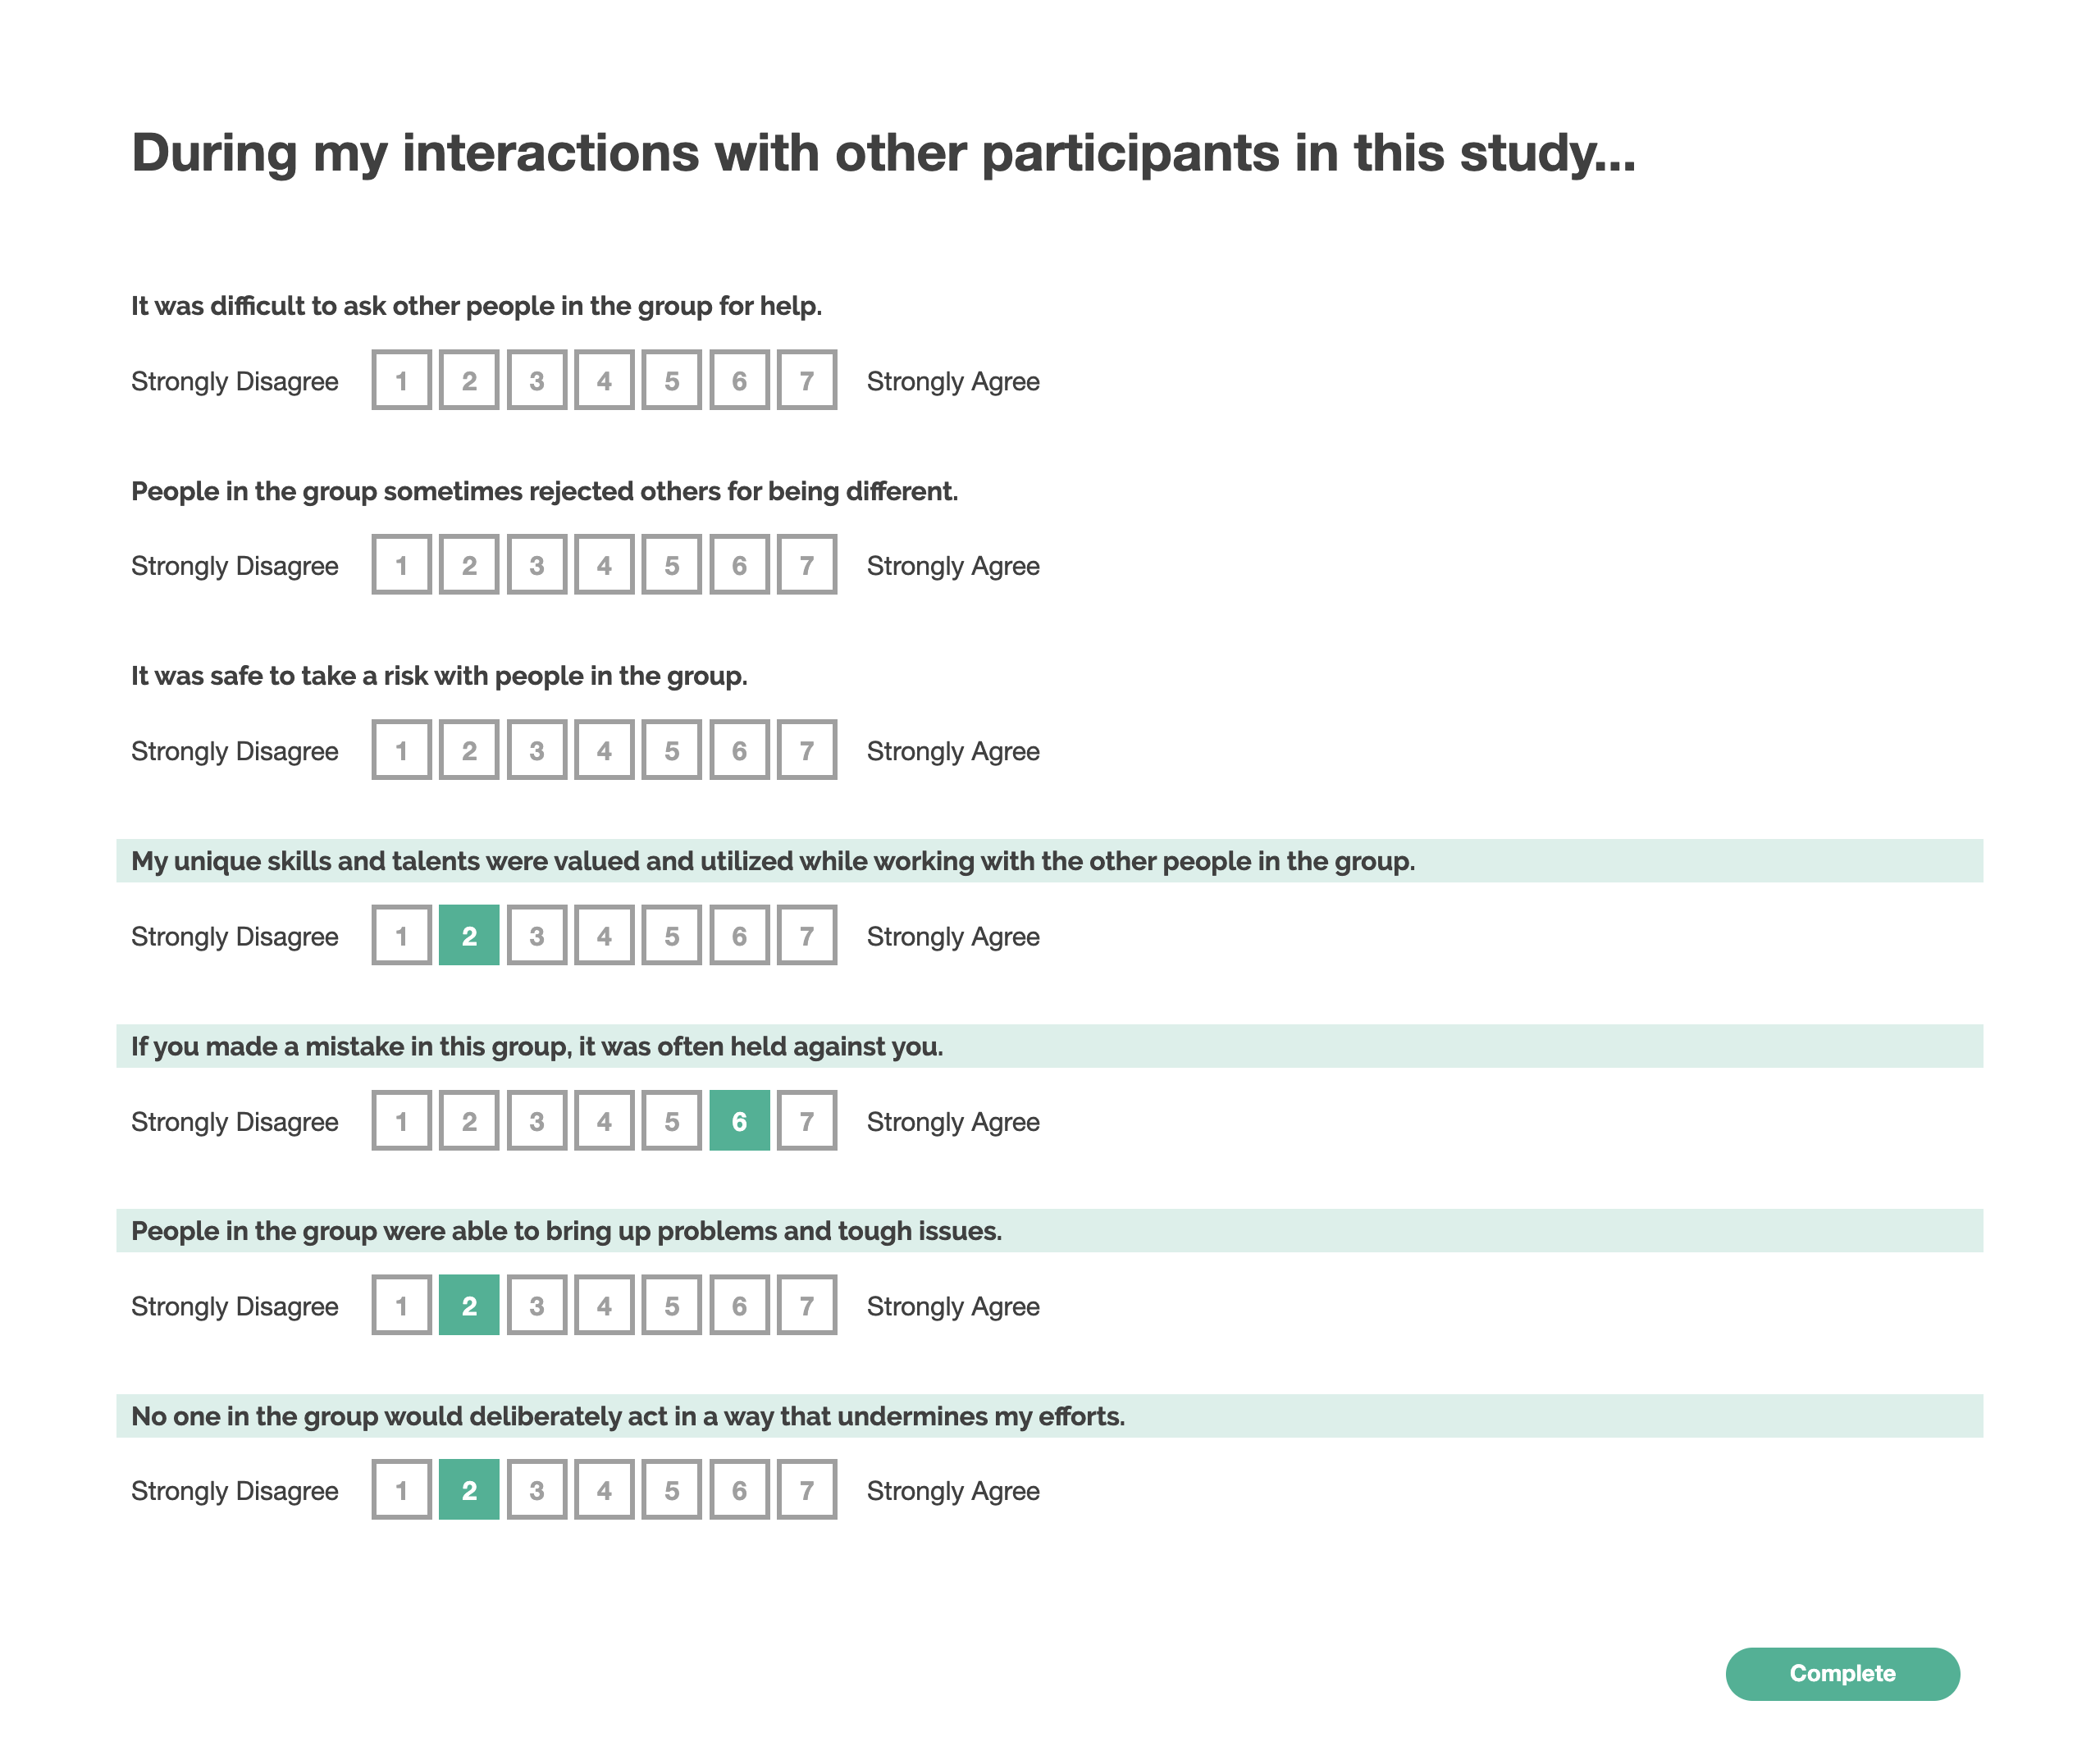 During my interactions with other participants in this study...
It was difficult to ask other people in the group for help.
Strongly Disagree 1 2 3 4 5 6 7 Strongly Agree
People in the group sometimes rejected others for being different.
Strongly Disagree 1 2 3 4 5 6 7 Strongly Agree
It was safe to take a risk with people in the group.
Strongly Disagree 1 2 3 4 5 6 7 Strongly Agree
My unique skills and talents were valued and utilized while working with the other people in the group.
Strongly Disagree 1 2 3 4 5 6 7 Strongly Agree
If you made a mistake in this group, it was often held against you.
Strongly Disagree 1 2 3 4 5 6 7 Strongly Agree
People in the group were able to bring up problems and tough issues.
Strongly Disagree 1 2 3 4 5 6 7 Strongly Agree
No one in the group would deliberately act in a way that undermines my efforts.
Strongly Disagree 1 2 3 4 5 6 7 Strongly Agree
Complete